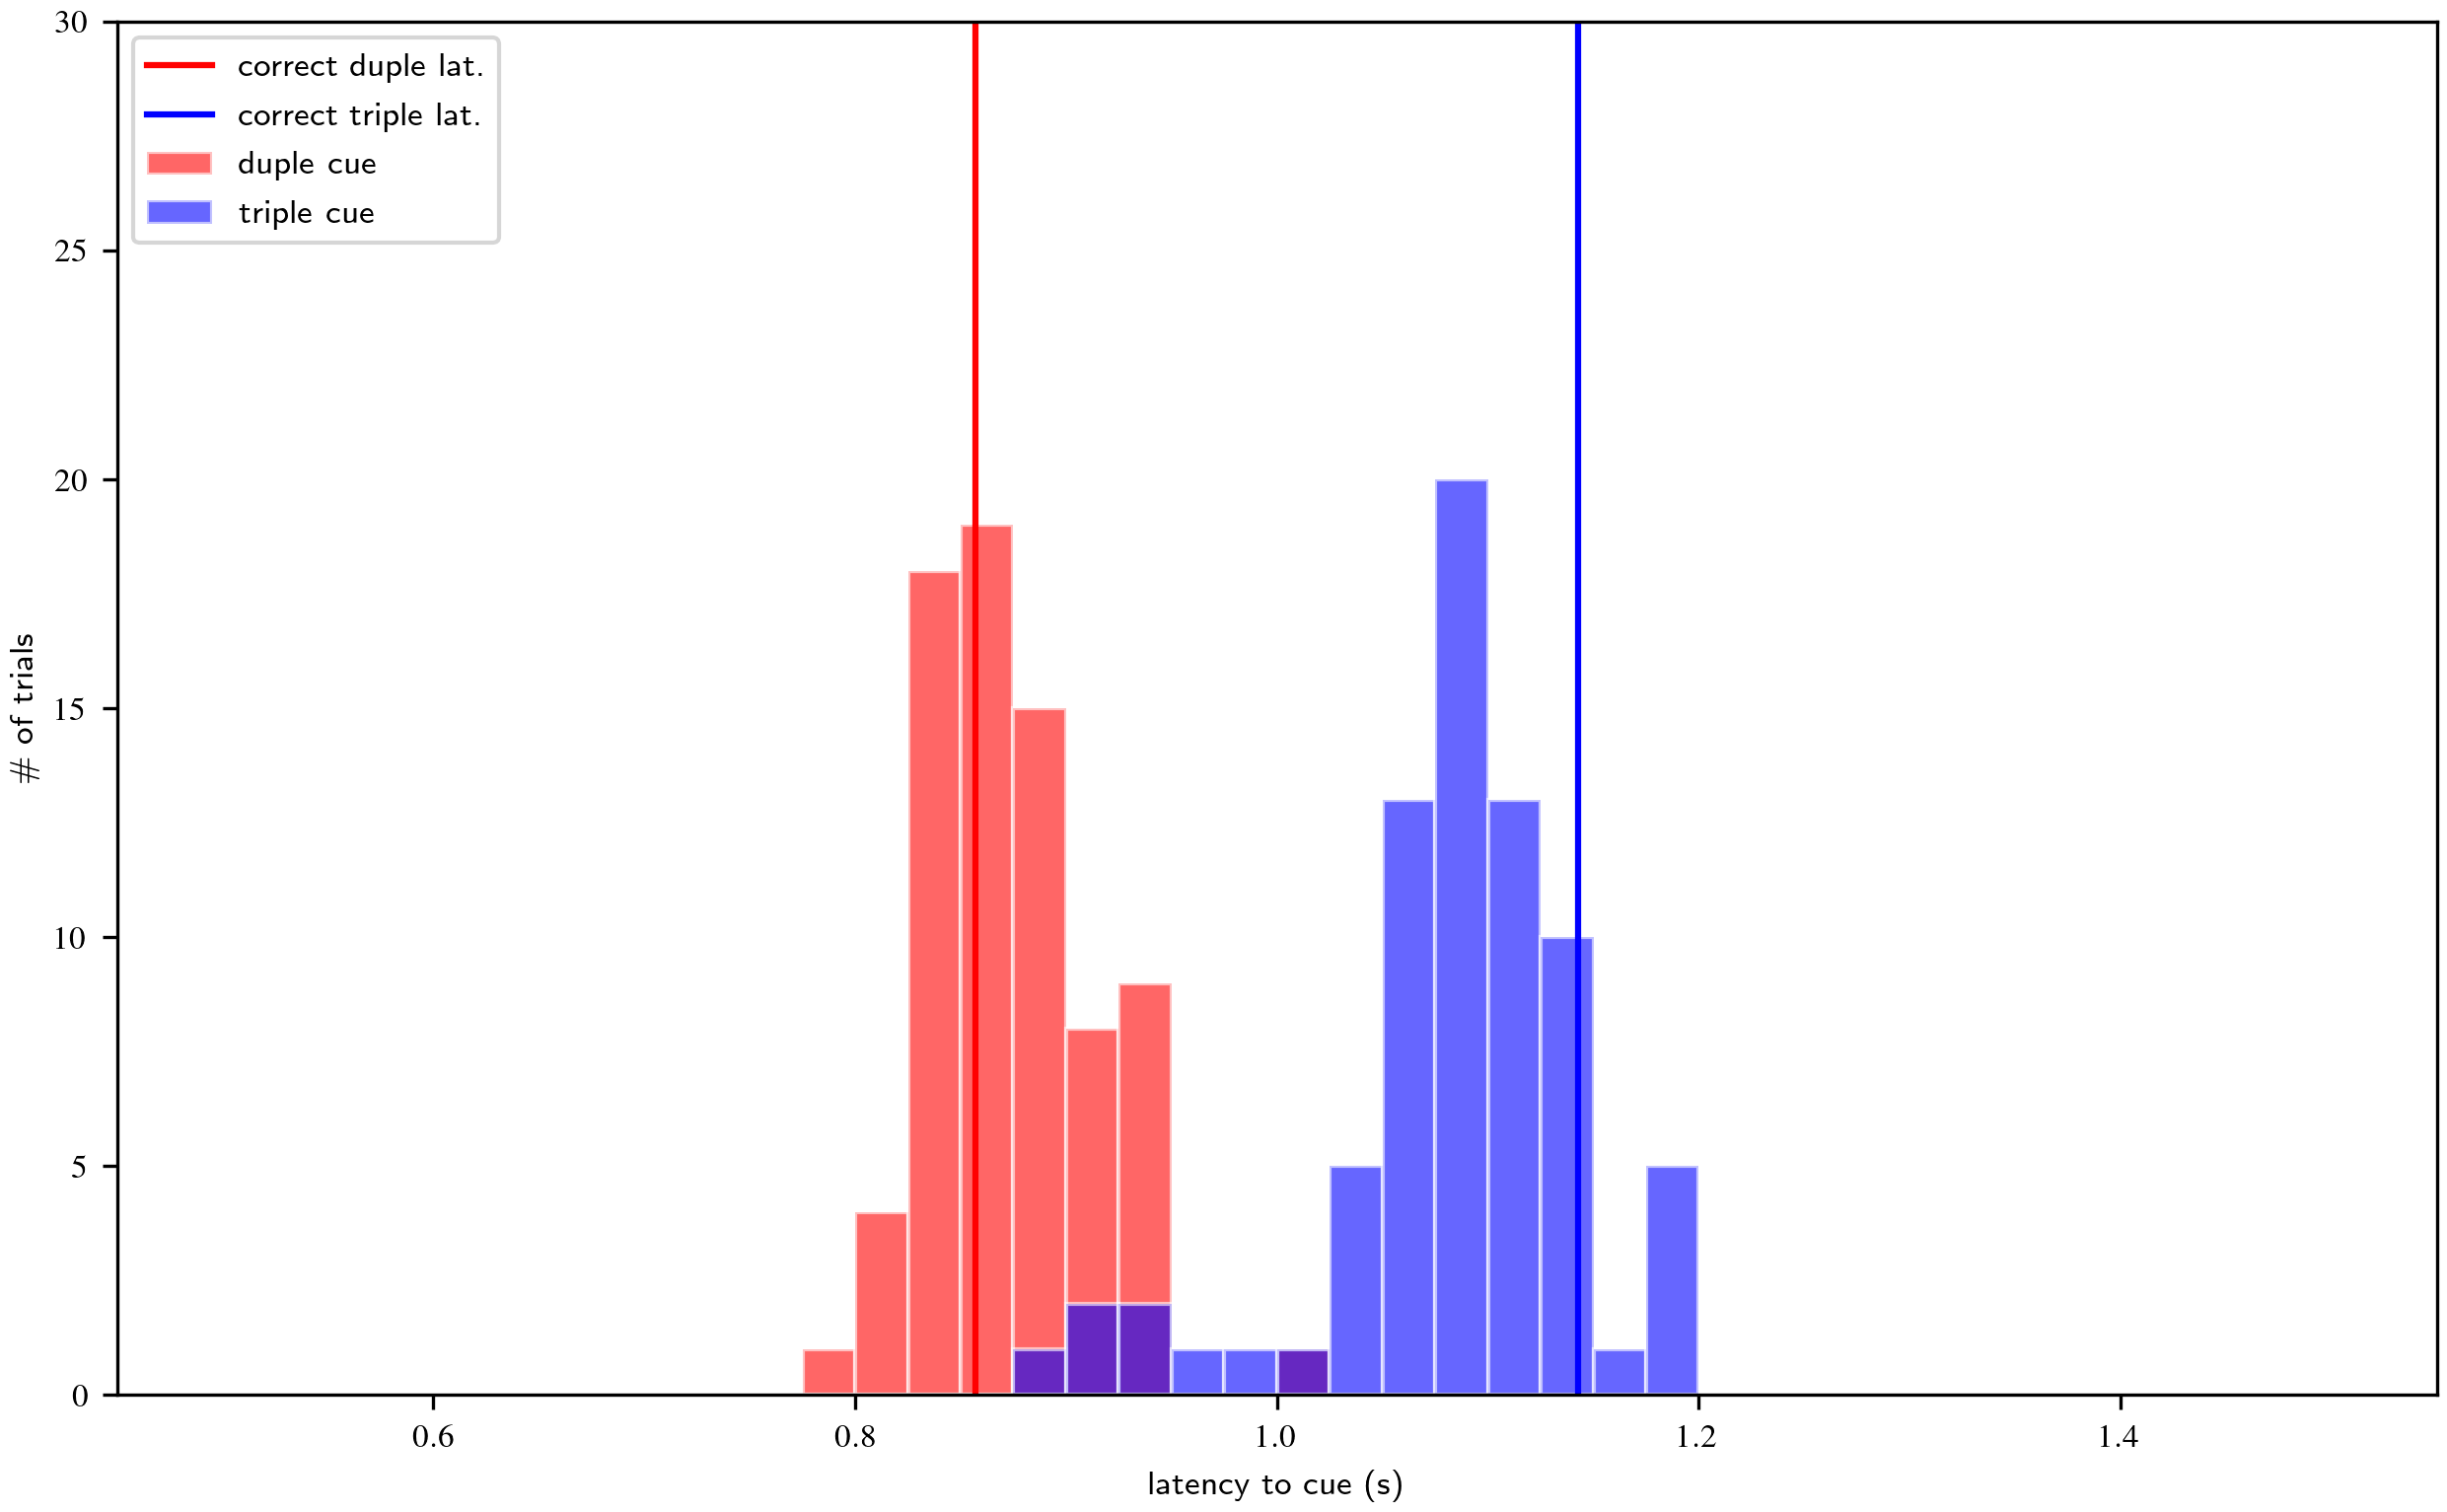 30
25
20
15
10
5
0
# of trials
correct duple lat.
correct triple lat.
duple cue
triple cue
0.6 0.8 1.0 1.2 1.4
latency to cue (s)